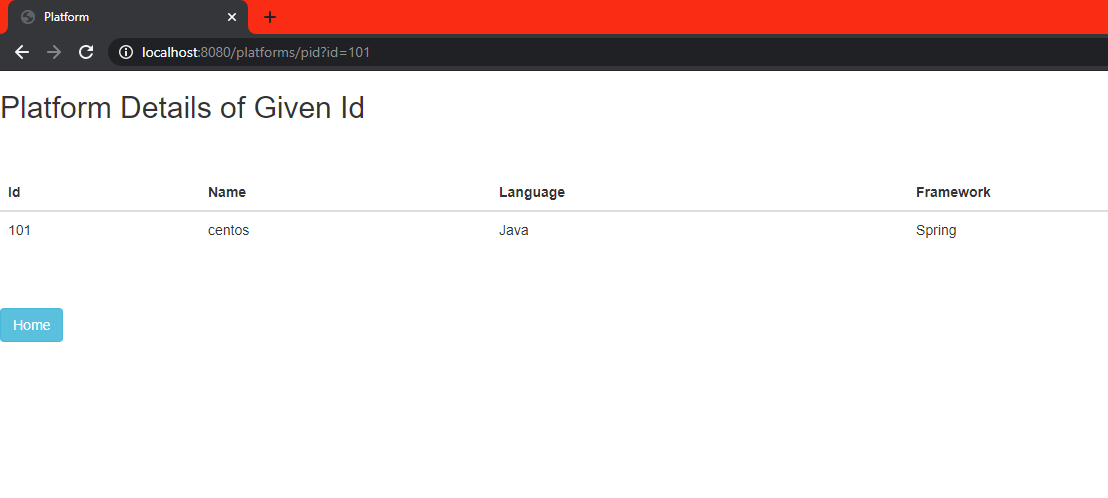 Platform
localhost:8080/platforms/pid?id=101
Platform Details of Given Id
Id Name Language Framework
101 centos Java Spring
Home